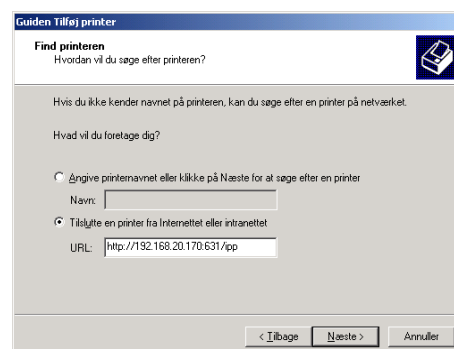 Guiden Tilføj printer
Find printeren
Hvordan vil du søge efter printeren?
Hvis du ikke kender navnet på printeren, kan du søge efter en printer på netværket.
Hvad vil du foretage dig?
Angive printernavnet eller klikke på Næste for at søge efter en printer
Navn:
Tilslutte en printer fra Internettet eller intranettet
URL: http://192.168.20.170:631/ipp
< Tilbage Næste > Annuller